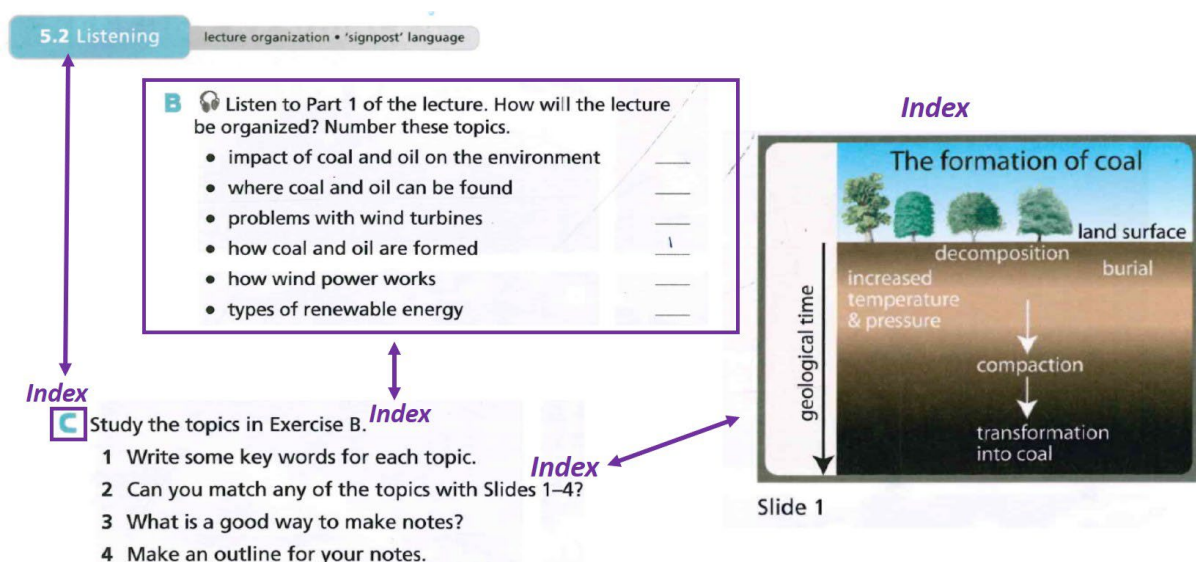 5.2 Listening
lecture organization • 'signpost' language
B Listen to Part 1 of the lecture. How will the lecture
be organized? Number these topics.
• impact of coal and oil on the environment ___
• where coal and oil can be found ___
• problems with wind turbines ___
• how coal and oil are formed 1
• how wind power works ___
• types of renewable energy ___
Index
Index
C Study the topics in Exercise B.
Index
1 Write some key words for each topic.
Index
2 Can you match any of the topics with Slides 1–4?
3 What is a good way to make notes?
4 Make an outline for your notes.
The formation of coal
land surface
decomposition
burial
increased
temperature
& pressure
geological time
compaction
transformation
into coal
Slide 1